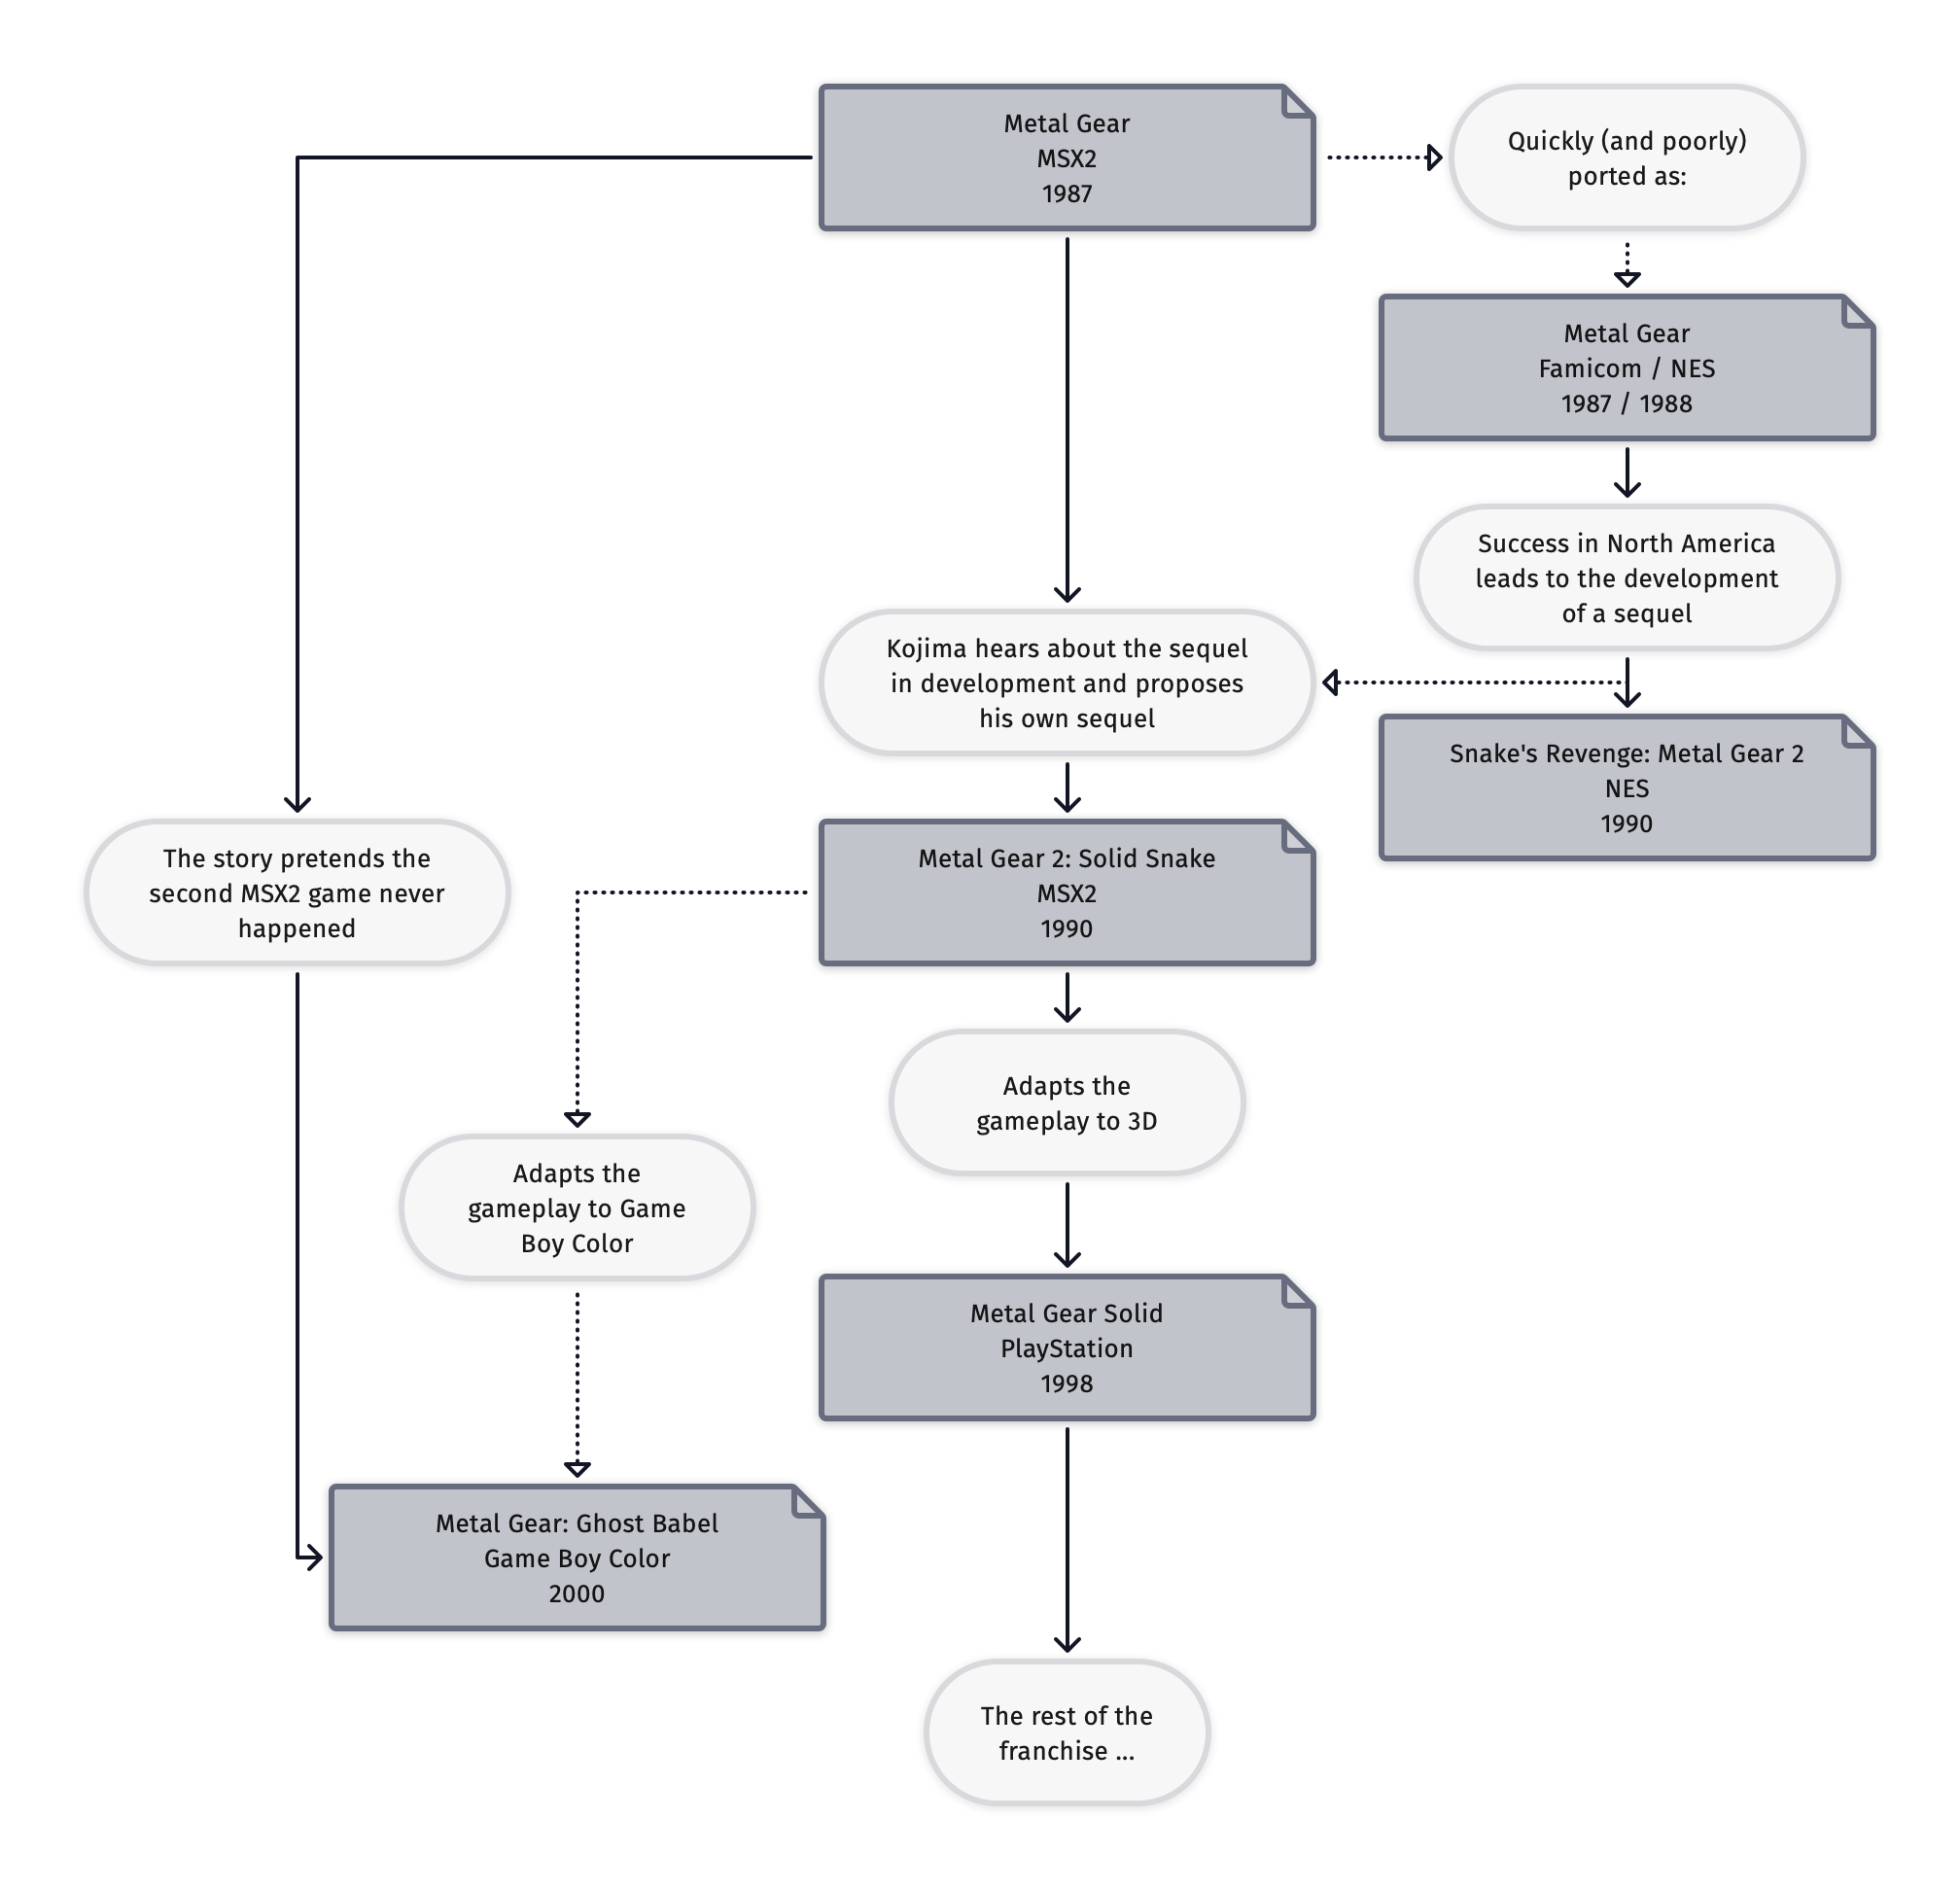 Metal Gear
MSX2
1987
Quickly (and poorly)
ported as:
Metal Gear
Famicom / NES
1987 / 1988
Success in North America
leads to the development
of a sequel
Kojima hears about the sequel
in development and proposes
his own sequel
Snake's Revenge: Metal Gear 2
NES
1990
The story pretends the
second MSX2 game never
happened
Metal Gear 2: Solid Snake
MSX2
1990
Adapts the
gameplay to 3D
Adapts the
gameplay to Game
Boy Color
Metal Gear Solid
PlayStation
1998
Metal Gear: Ghost Babel
Game Boy Color
2000
The rest of the
franchise ...